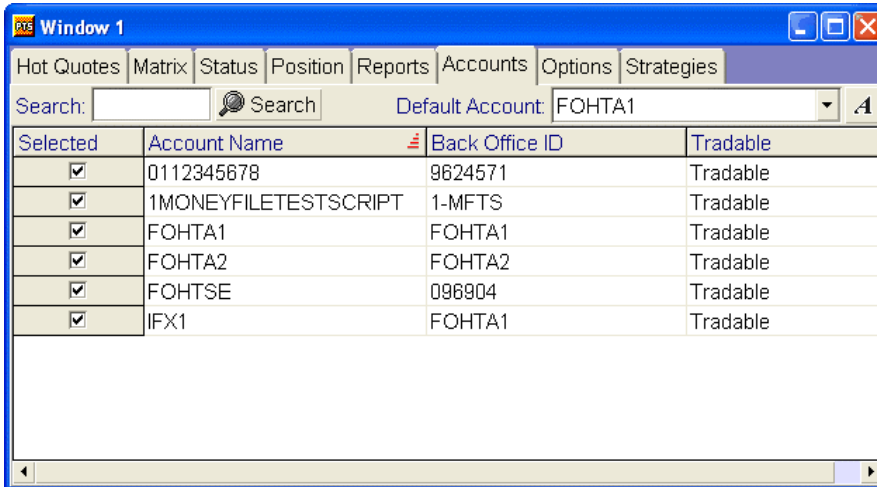 PTS Window 1
Hot Quotes Matrix Status Position Reports Accounts Options Strategies
Search: Search Default Account: FOHTA1 A
Selected Account Name Back Office ID Tradable
0112345678 9624571 Tradable
1MONEYFILETESTSCRIPT 1-MFTS Tradable
FOHTA1 FOHTA1 Tradable
FOHTA2 FOHTA2 Tradable
FOHTSE 096904 Tradable
IFX1 FOHTA1 Tradable